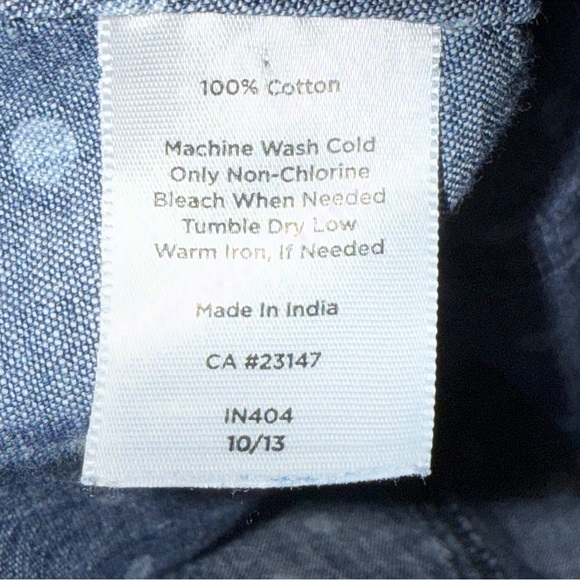 100% Cotton
Machine Wash Cold
Only Non-Chlorine
Bleach When Needed
Tumble Dry Low
Warm Iron, If Needed
Made In India
CA #23147
IN404
10/13